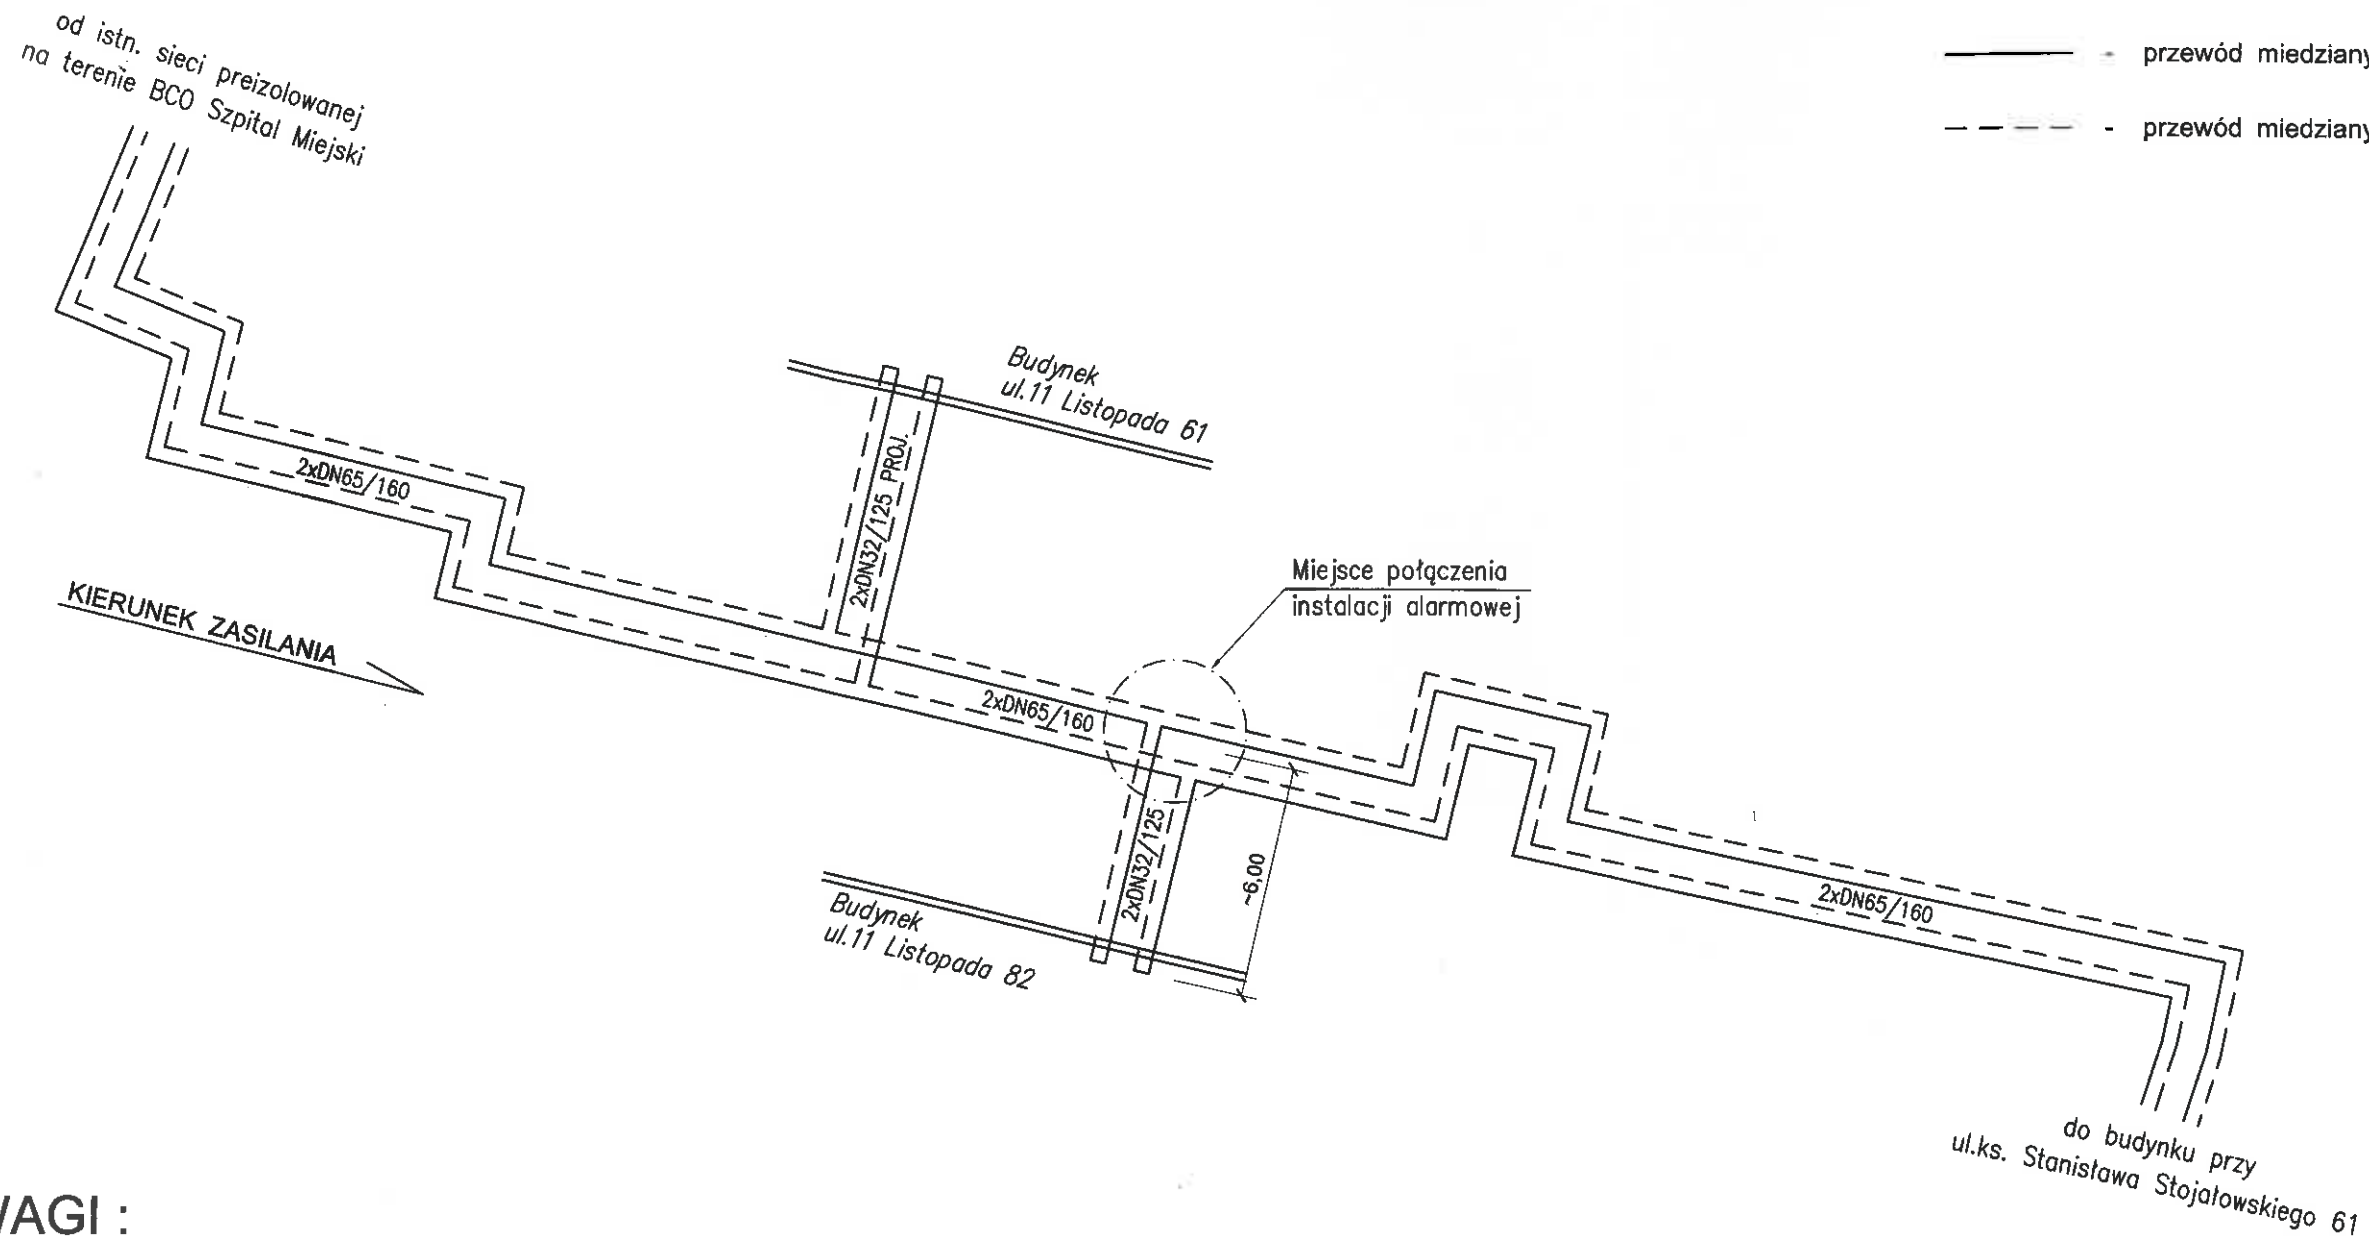 od istn. sieci preizolowanej
na terenie BCO Szpital Miejski
- przewód miedziany
- przewód miedziany
2xDN65/160
Budynek
ul.11 Listopada 61
2xDN32/125 PROJ.
KIERUNEK ZASILANIA
Miejsce połączenia
instalacji alarmowej
2xDN65/160
2xDN32/125
~6,00
Budynek
ul.11 Listopada 82
2xDN65/160
do budynku przy
ul.ks. Stanisława Stojałowskiego 61
WAGI :